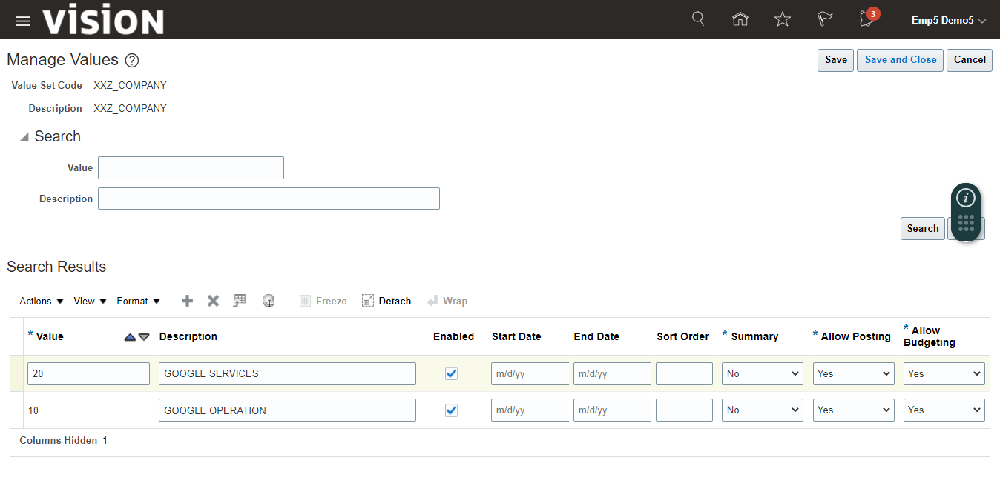 vision
3
Emp5 Demo5
Manage Values ?
Save
Save and Close
Cancel
Value Set Code XXZ_COMPANY
Description XXZ_COMPANY
Search
Value
Description
i
Search
Search Results
Actions View Format Freeze Detach Wrap
* Value Description Enabled Start Date End Date Sort Order * Summary * Allow Posting * Allow Budgeting
20 GOOGLE SERVICES m/d/yy m/d/yy No Yes Yes
10 GOOGLE OPERATION m/d/yy m/d/yy No Yes Yes
Columns Hidden 1